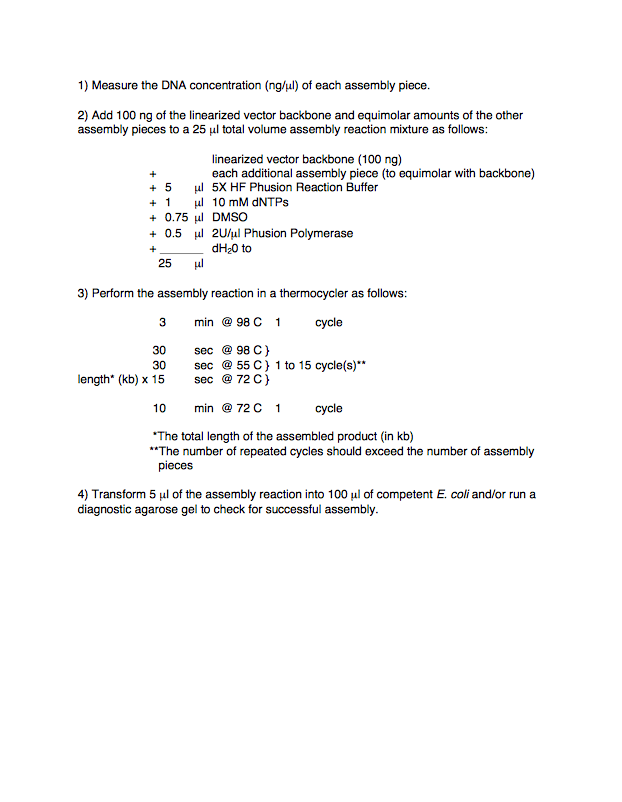 1) Measure the DNA concentration (ng/µl) of each assembly piece.
2) Add 100 ng of the linearized vector backbone and equimolar amounts of the other
assembly pieces to a 25 µl total volume assembly reaction mixture as follows:
linearized vector backbone (100 ng)
+ each additional assembly piece (to equimolar with backbone)
+ 5 µl 5X HF Phusion Reaction Buffer
+ 1 µl 10 mM dNTPs
+ 0.75 µl DMSO
+ 0.5 µl 2U/µl Phusion Polymerase
+ ______ dH₂0 to
25 µl
3) Perform the assembly reaction in a thermocycler as follows:
3 min @ 98 C 1 cycle
30 sec @ 98 C }
30 sec @ 55 C } 1 to 15 cycle(s)**
length* (kb) x 15 sec @ 72 C }
10 min @ 72 C 1 cycle
*The total length of the assembled product (in kb)
**The number of repeated cycles should exceed the number of assembly
pieces
4) Transform 5 µl of the assembly reaction into 100 µl of competent E. coli and/or run a
diagnostic agarose gel to check for successful assembly.